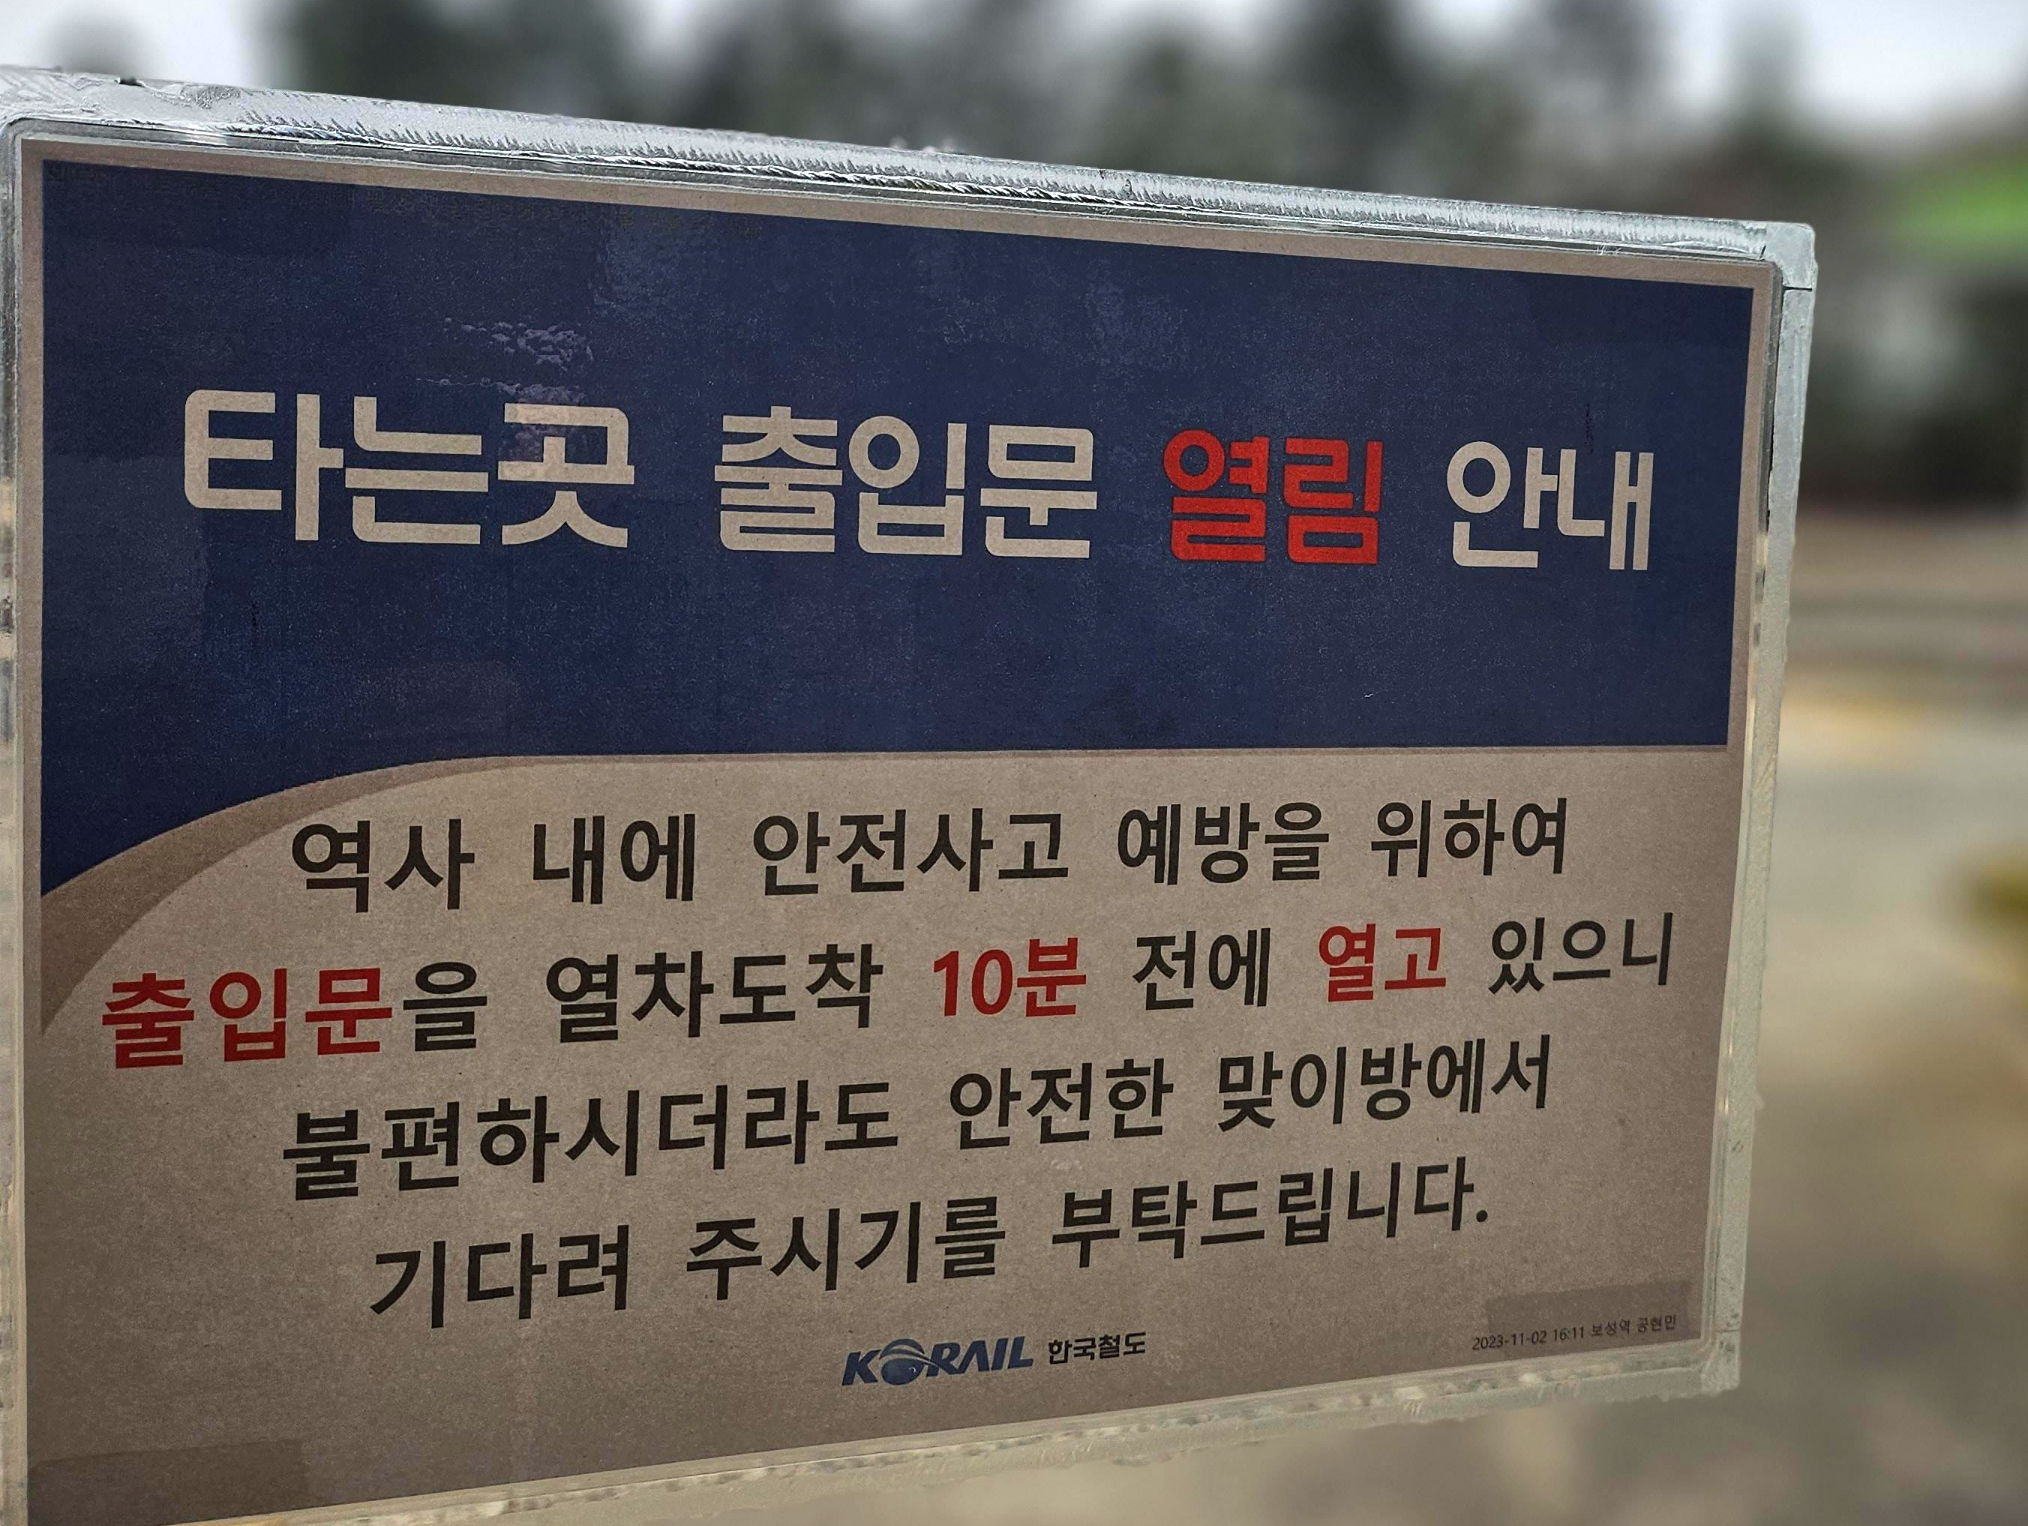 타는곳 출입문 열림 안내
역사 내에 안전사고 예방을 위하여
출입문을 열차도착 10분 전에 열고 있으니
불편하시더라도 안전한 맞이방에서
기다려 주시기를 부탁드립니다.
KORAIL 한국철도
2023-11-02 16:11 보성역 공현민